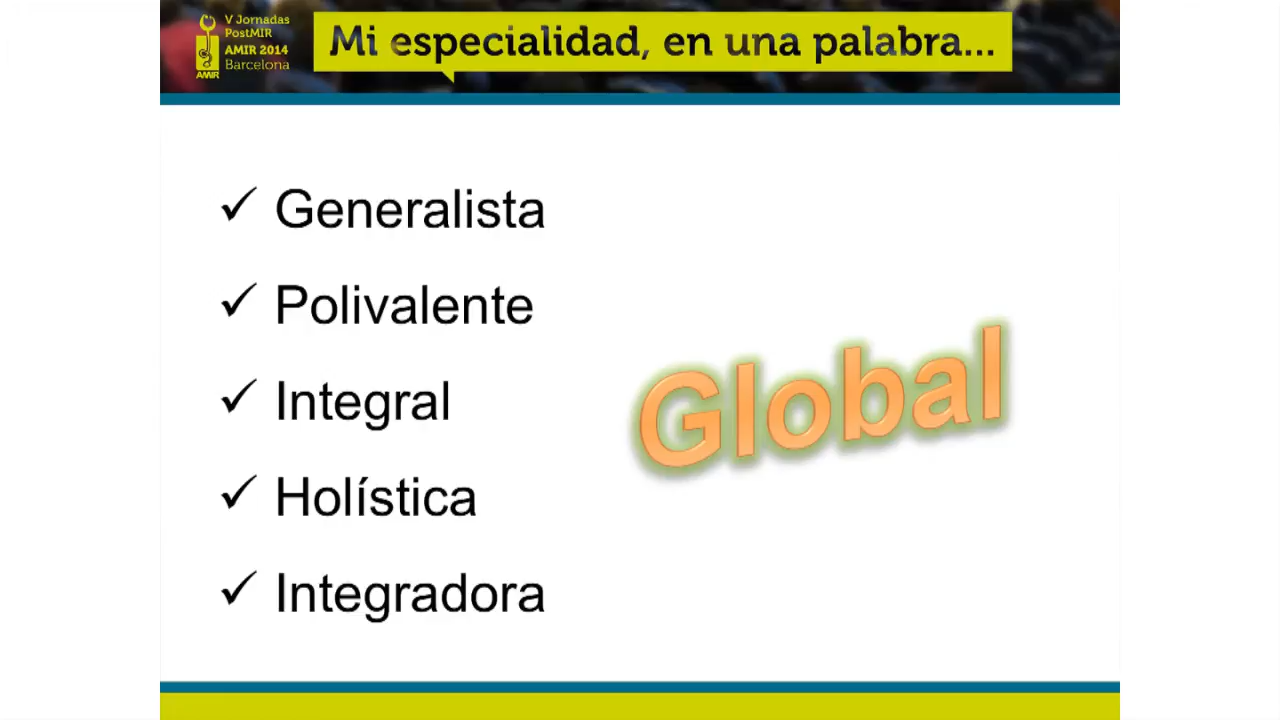 V Jornadas
PostMIR
AMIR 2014
Barcelona
AMIR
Mi especialidad, en una palabra...
✓ Generalista
✓ Polivalente
✓ Integral
✓ Holística
✓ Integradora
Global